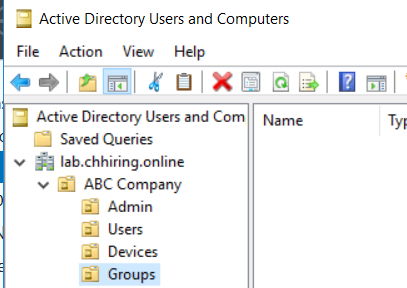 Active Directory Users and Computers
File Action View Help
Active Directory Users and Com
Name
Saved Queries
lab.chhiring.online
ABC Company
Admin
Users
Devices
Groups